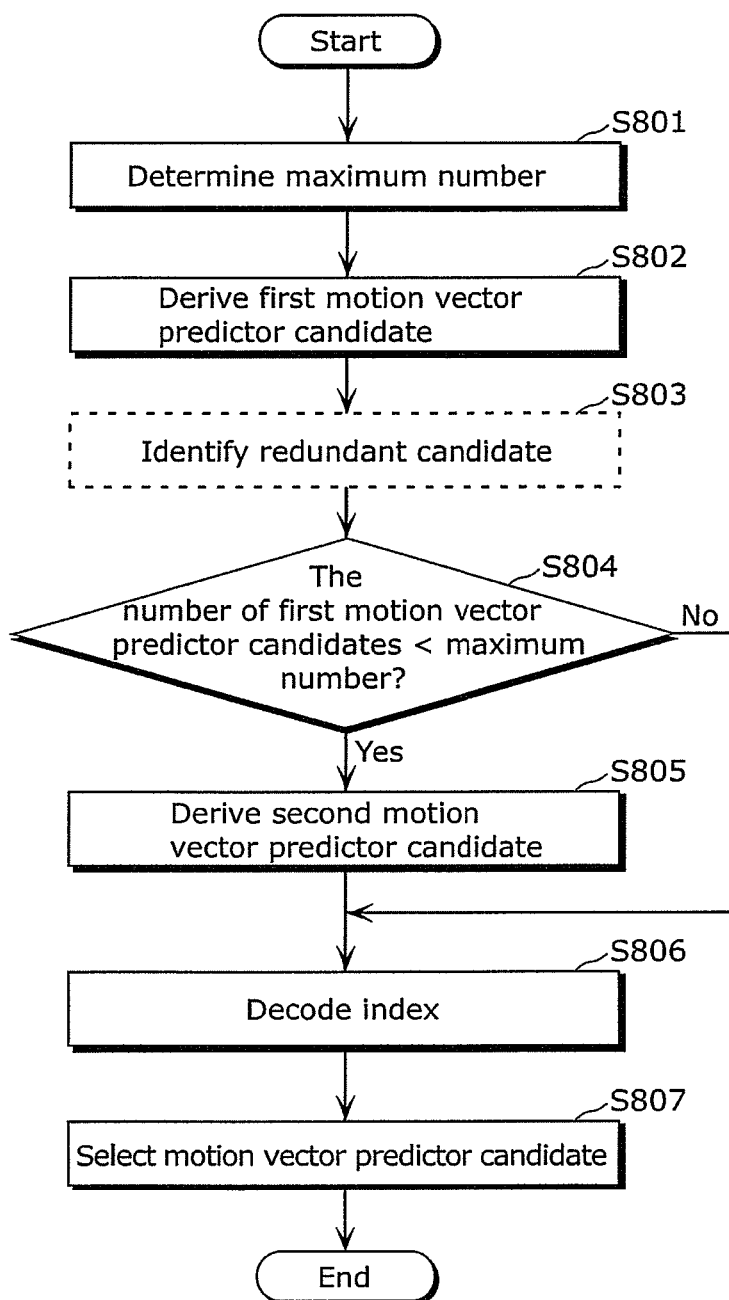 Start
S801
Determine maximum number
S802
Derive first motion vector
predictor candidate
S803
Identify redundant candidate
S804
The
number of first motion vector
predictor candidates < maximum
number?
No
Yes
S805
Derive second motion
vector predictor candidate
S806
Decode index
S807
Select motion vector predictor candidate
End